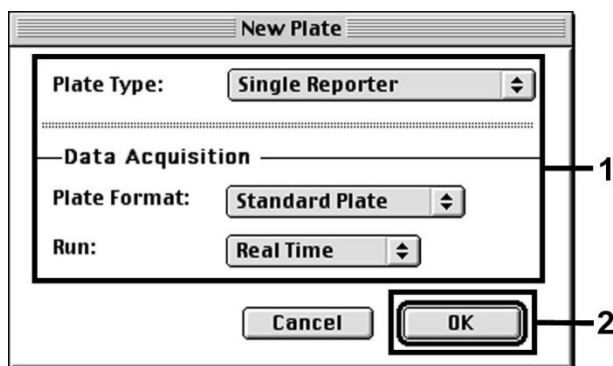 New Plate
Plate Type: Single Reporter
Data Acquisition
Plate Format: Standard Plate
Run: Real Time
1
Cancel OK
2